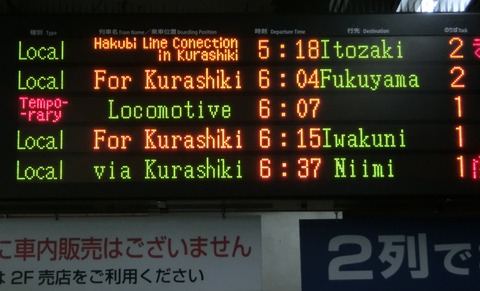 種別 Type 列車名 Train Name / 乗車位置 Boarding Position 時刻 Departure Time 行先 Destination のりば Track
Local Hakubi Line Conection in Kurashiki 5:18 Itozaki 2
Local For Kurashiki 6:04 Fukuyama 2
Tempo-rary Locomotive 6:07 1
Local For Kurashiki 6:15 Iwakuni 1
Local via Kurashiki 6:37 Niimi 1
に車内販売はございません
は2F売店をご利用ください
2列で